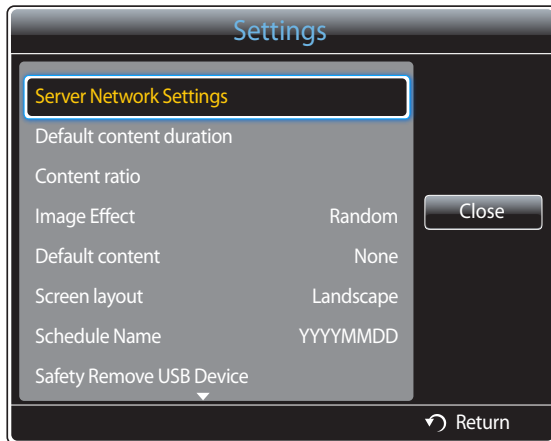 Settings
Server Network Settings
Default content duration
Content ratio
Image Effect Random
Default content None
Screen layout Landscape
Schedule Name YYYYMMDD
Safety Remove USB Device
Close
Return